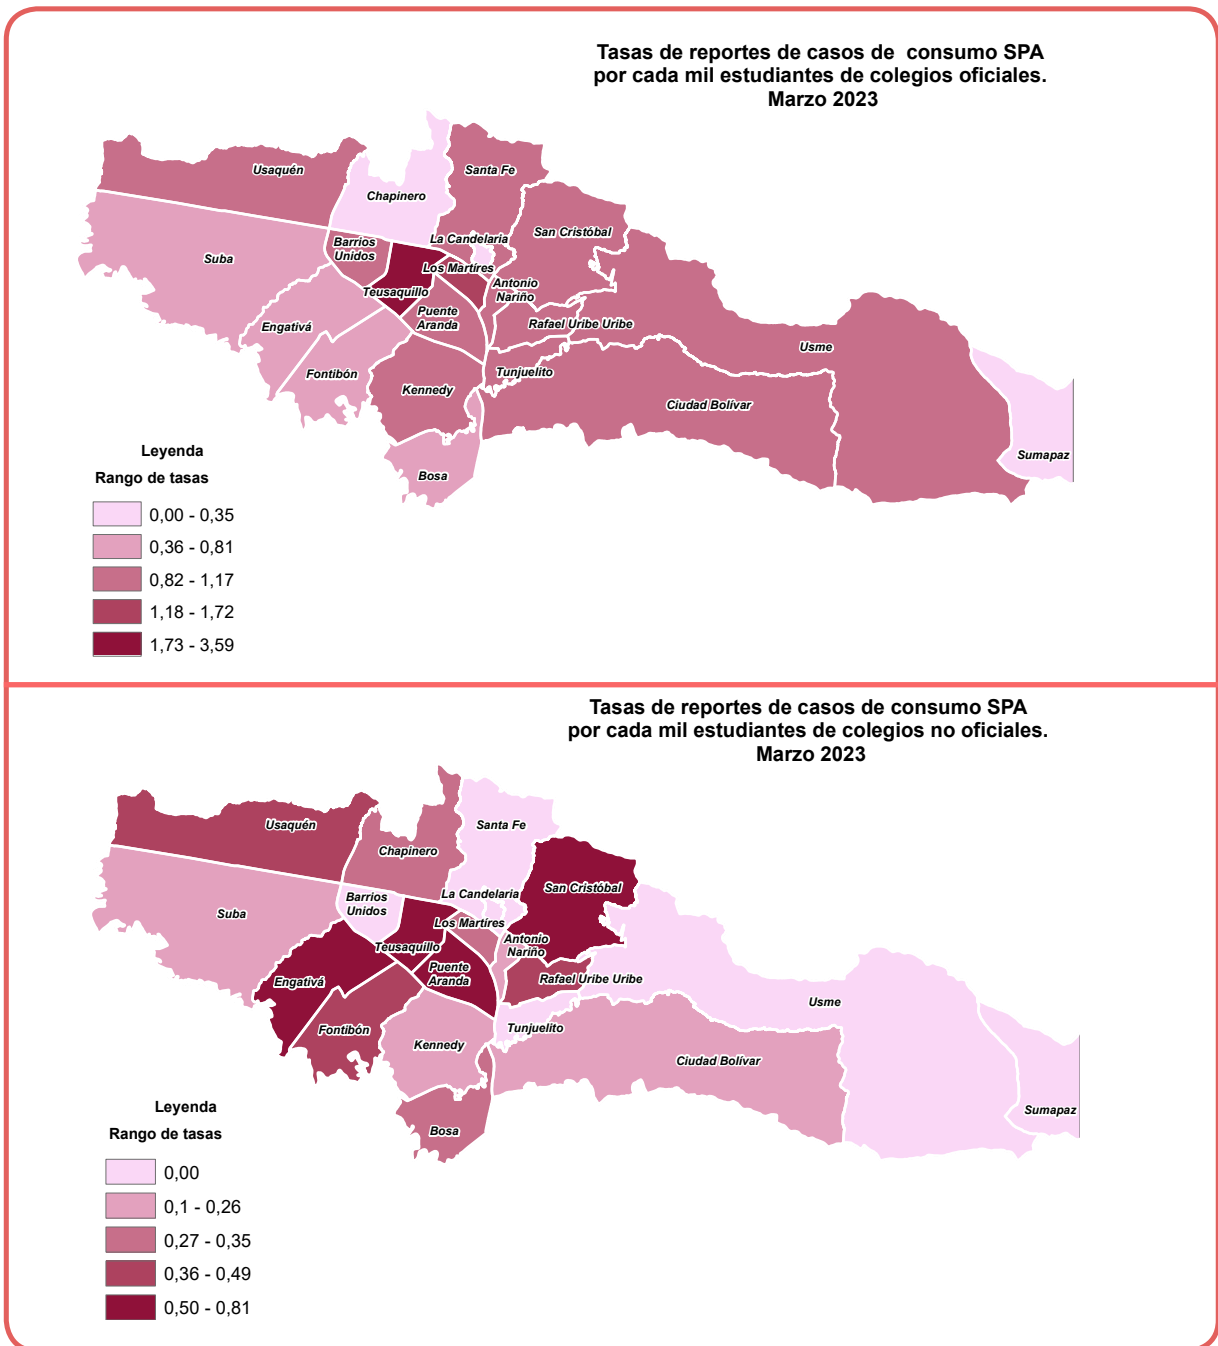 Tasas de reportes de casos de consumo SPA
por cada mil estudiantes de colegios oficiales.
Marzo 2023
Usaquén
Santa Fe
Chapinero
San Cristóbal
La Candelaria
Barrios
Unidos
Suba
Los Martíres
Antonio
Nariño
Teusaquillo
Puente
Aranda
Rafael Uribe Uribe
Engativá
Usme
Fontibón
Tunjuelito
Kennedy
Ciudad Bolívar
Sumapaz
Bosa
Leyenda
Rango de tasas
0,00 - 0,35
0,36 - 0,81
0,82 - 1,17
1,18 - 1,72
1,73 - 3,59
Tasas de reportes de casos de consumo SPA
por cada mil estudiantes de colegios no oficiales.
Marzo 2023
Usaquén
Santa Fe
Chapinero
San Cristóbal
La Candelaria
Barrios
Unidos
Suba
Los Martíres
Antonio
Nariño
Teusaquillo
Puente
Aranda
Rafael Uribe Uribe
Engativá
Usme
Fontibón
Tunjuelito
Kennedy
Ciudad Bolívar
Sumapaz
Bosa
Leyenda
Rango de tasas
0,00
0,1 - 0,26
0,27 - 0,35
0,36 - 0,49
0,50 - 0,81